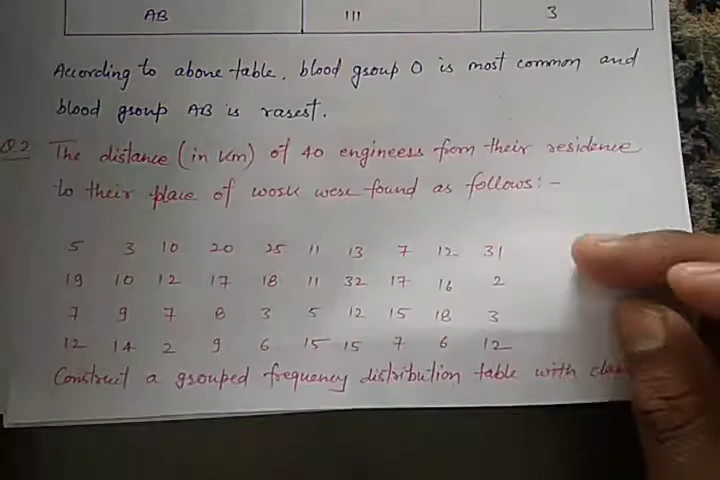 AB III 3
According to above table, blood group O is most common and
blood group AB is rarest.
Q.2 The distance (in km) of 40 engineers from their residence
to their place of work were found as follows:-
5 3 10 20 25 11 13 7 12 31
19 10 12 17 18 11 32 17 16 2
7 9 7 8 3 5 12 15 18 3
12 14 2 9 6 15 15 7 6 12
Construct a grouped frequency distribution table with